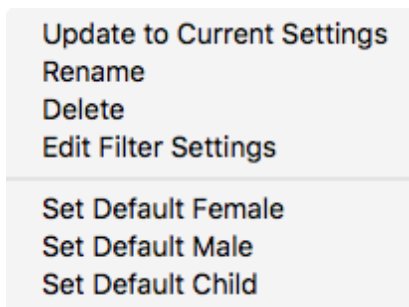 Update to Current Settings
Rename
Delete
Edit Filter Settings
Set Default Female
Set Default Male
Set Default Child